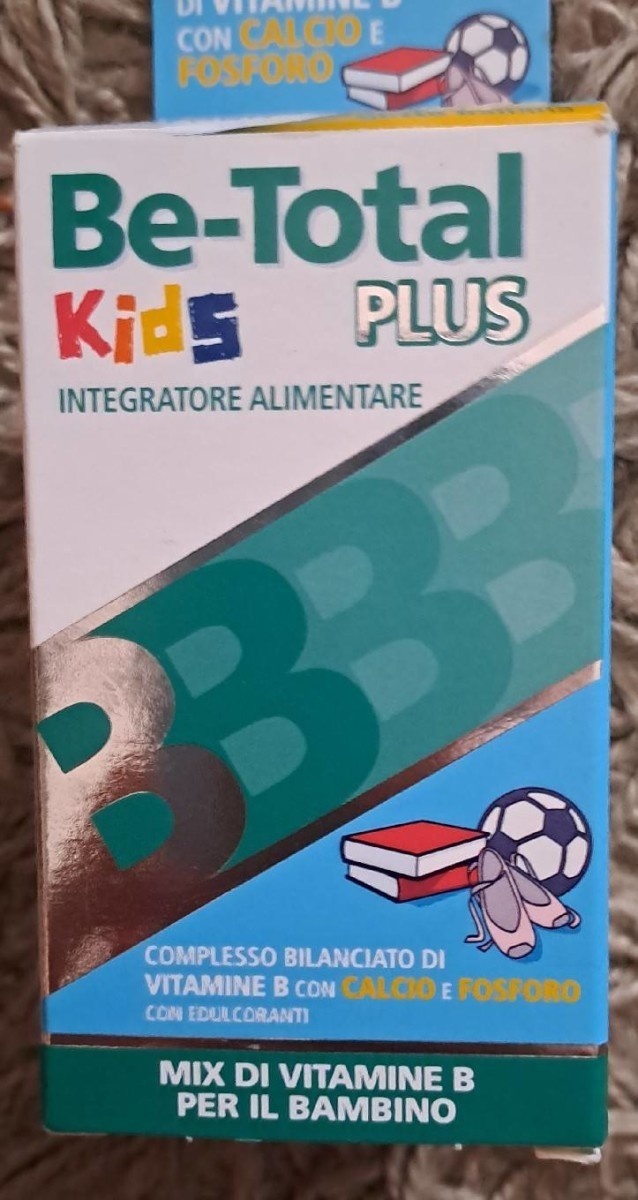 DI VITAMINE B
CON CALCIO E
FOSFORO
Be-Total
Kids PLUS
INTEGRATORE ALIMENTARE
COMPLESSO BILANCIATO DI
VITAMINE B CON CALCIO E FOSFORO
CON EDULCORANTI
MIX DI VITAMINE B
PER IL BAMBINO